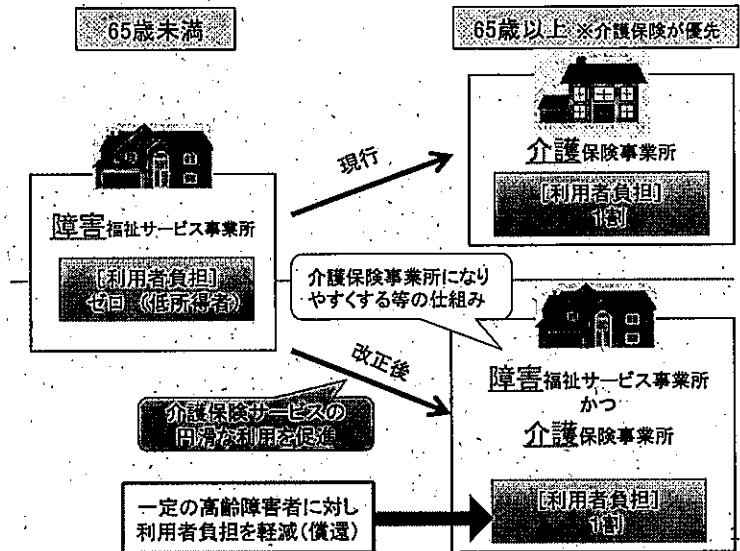 65歳未満
65歳以上 ※介護保険が優先
障害福祉サービス事業所
[利用者負担]
ゼロ (低所得者)
現行
介護保険事業所
[利用者負担]
1割
介護保険事業所になり
やすくする等の仕組み
改正後
介護保険サービスの
円滑な利用を促進
障害福祉サービス事業所
かつ
介護保険事業所
[利用者負担]
1割
一定の高齢障害者に対し
利用者負担を軽減(償還)